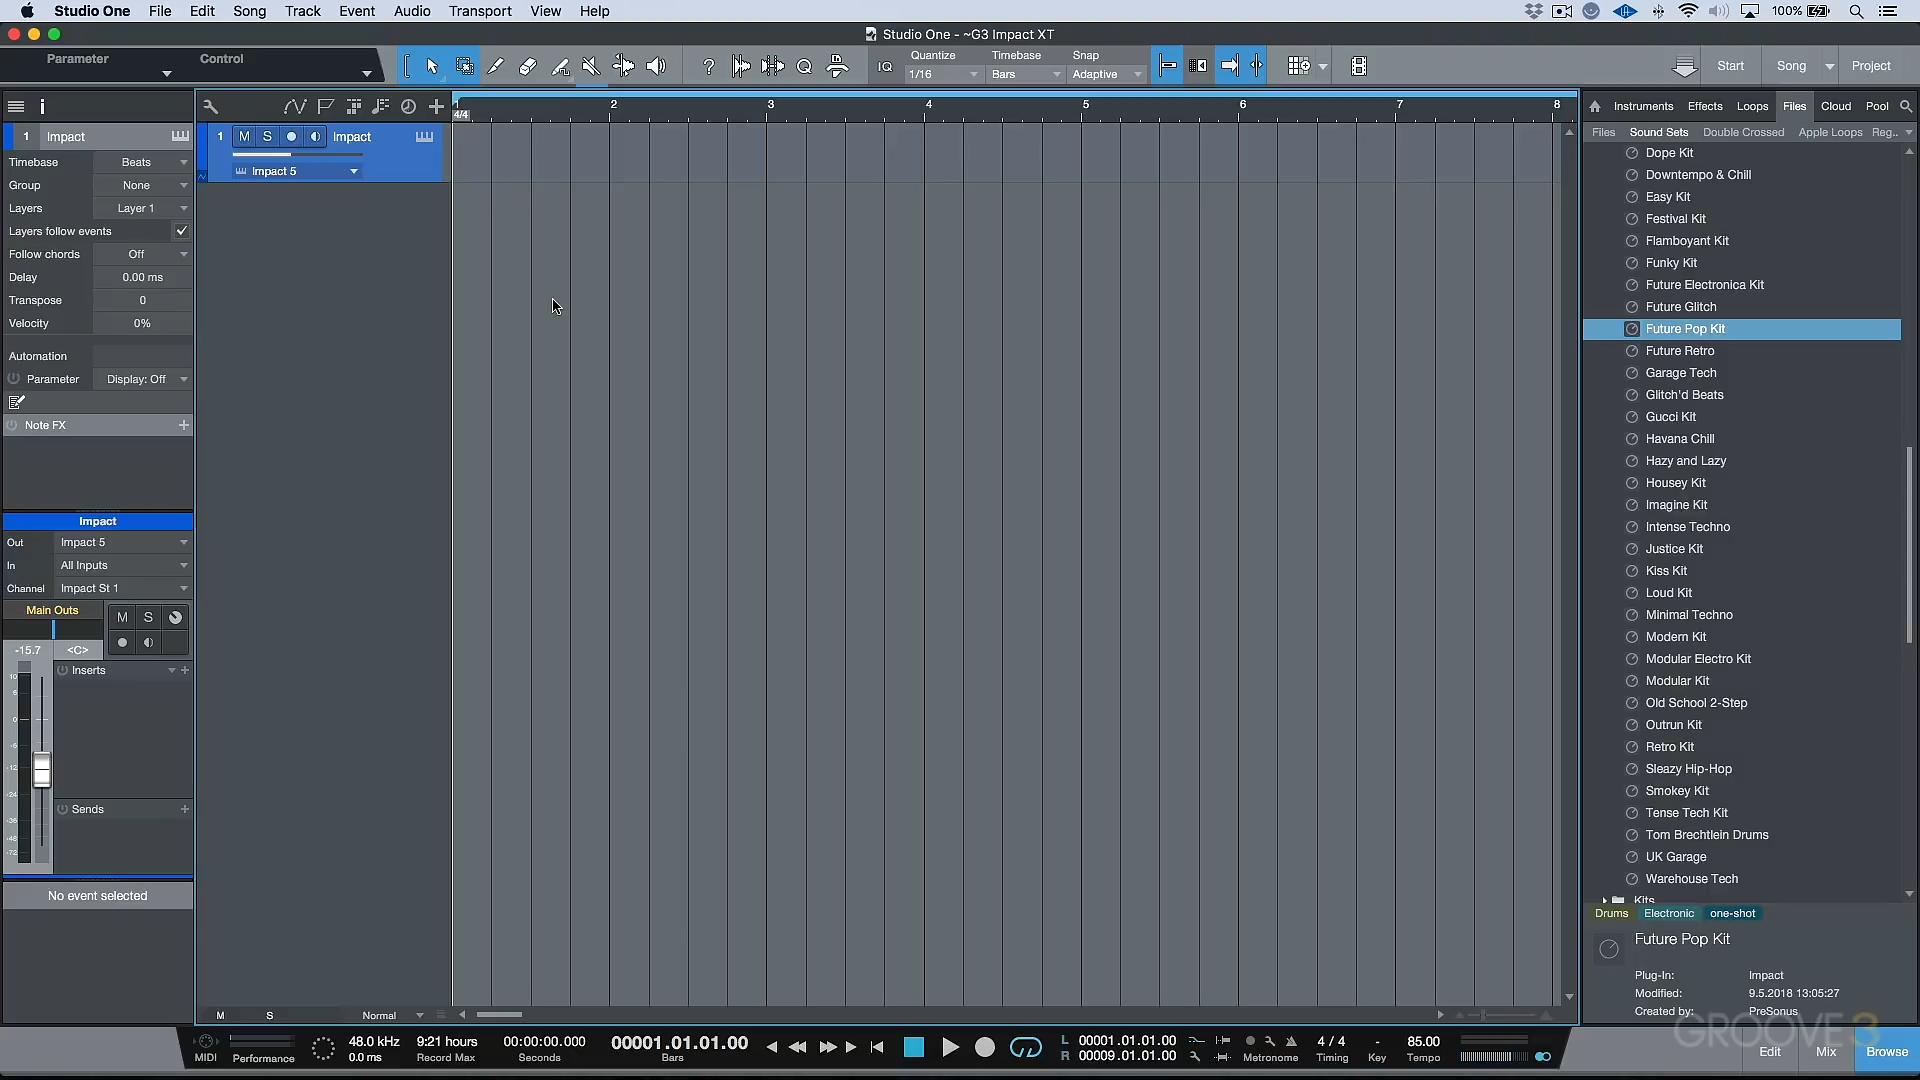 Studio One File Edit Song Track Event Audio Transport View Help
100%
Studio One - ~G3 Impact XT
Parameter Control
Quantize Timebase Snap
IQ 1/16 Bars Adaptive
Start Song Project
1 2 3 4 5 6 7 8
4/4
Instruments Effects Loops Files Cloud Pool
Files Sound Sets Double Crossed Apple Loops Reg..
1 Impact
Timebase Beats
Group None
Layers Layer 1
Layers follow events
Follow chords Off
Delay 0.00 ms
Transpose 0
Velocity 0%
Automation
Parameter Display: Off
Note FX
1 M S Impact
Impact 5
Impact
Out Impact 5
In All Inputs
Channel Impact St 1
Main Outs M S
-15.7 <C>
Inserts
Sends
No event selected
Dope Kit
Downtempo & Chill
Easy Kit
Festival Kit
Flamboyant Kit
Funky Kit
Future Electronica Kit
Future Glitch
Future Pop Kit
Future Retro
Garage Tech
Glitch'd Beats
Gucci Kit
Havana Chill
Hazy and Lazy
Housey Kit
Imagine Kit
Intense Techno
Justice Kit
Kiss Kit
Loud Kit
Minimal Techno
Modern Kit
Modular Electro Kit
Modular Kit
Old School 2-Step
Outrun Kit
Retro Kit
Sleazy Hip-Hop
Smokey Kit
Tense Tech Kit
Tom Brechtlein Drums
UK Garage
Warehouse Tech
Kits
Drums Electronic one-shot
Future Pop Kit
Plug-In: Impact
Modified: 9.5.2018 13:05:27
Created by: PreSonus
GROOVE 3
M S Normal
MIDI Performance
48.0 kHz
0.0 ms
9:21 hours
Record Max
00:00:00.000
Seconds
00001.01.01.00
Bars
L 00001.01.01.00
R 00009.01.01.00
Metronome
4 / 4
Timing
-
Key
85.00
Tempo
Edit Mix Browse